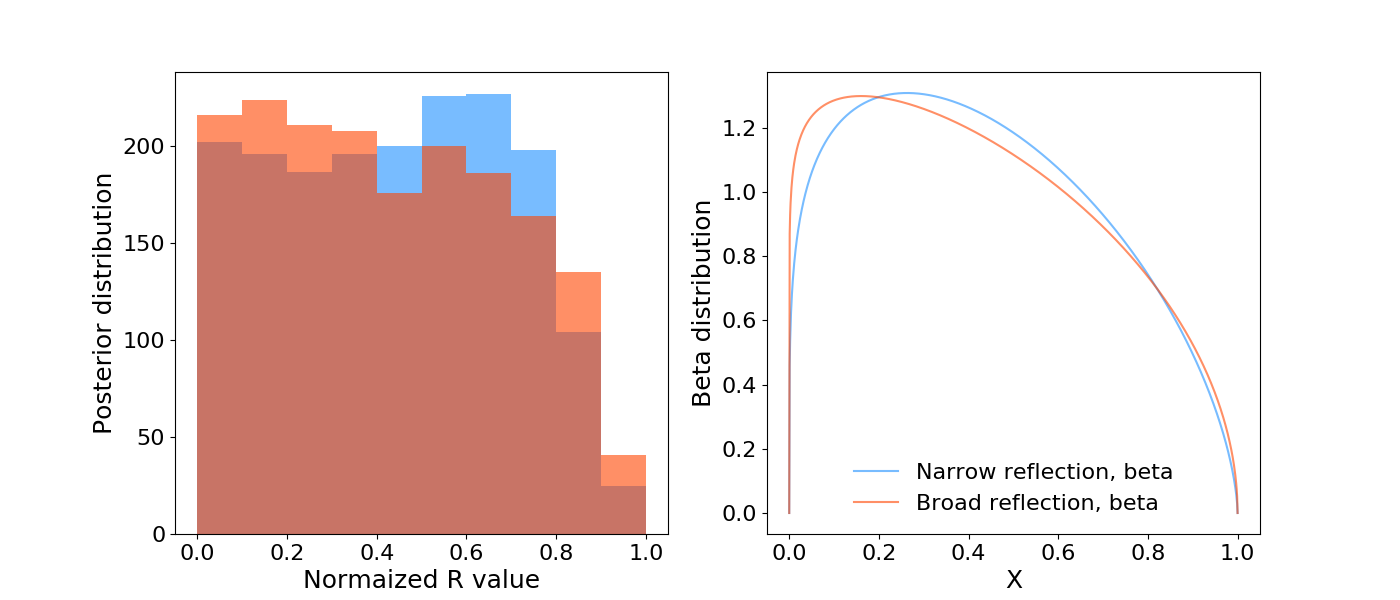 Posterior distribution
200
150
100
50
0
0.0 0.2 0.4 0.6 0.8 1.0
Normaized R value
Beta distribution
1.2
1.0
0.8
0.6
0.4
0.2
0.0
Narrow reflection, beta
Broad reflection, beta
0.0 0.2 0.4 0.6 0.8 1.0
X